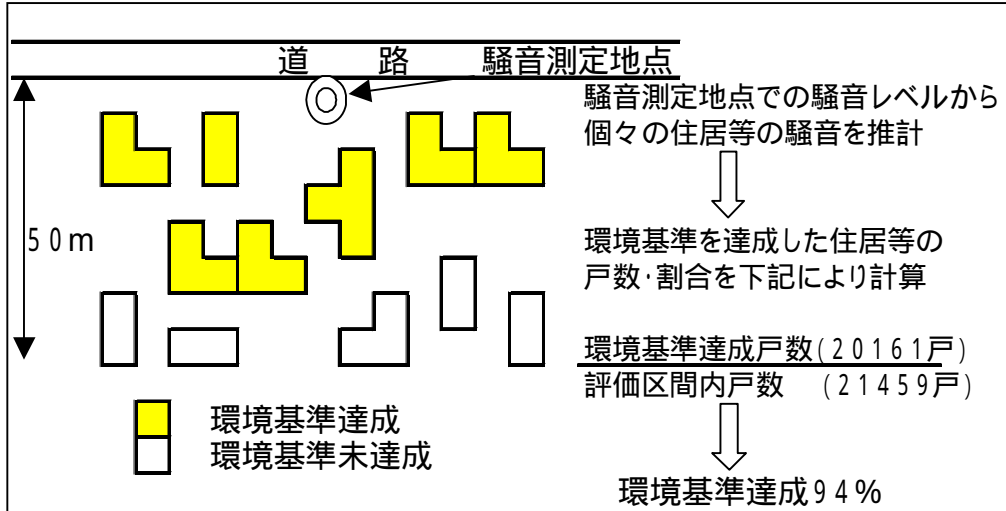 道 路
騒音測定地点
騒音測定地点での騒音レベルから
個々の住居等の騒音を推計
50m
環境基準を達成した住居等の
戸数・割合を下記により計算
環境基準達成戸数(20161戸)
評価区間内戸数 (21459戸)
環境基準達成
環境基準未達成
環境基準達成94%